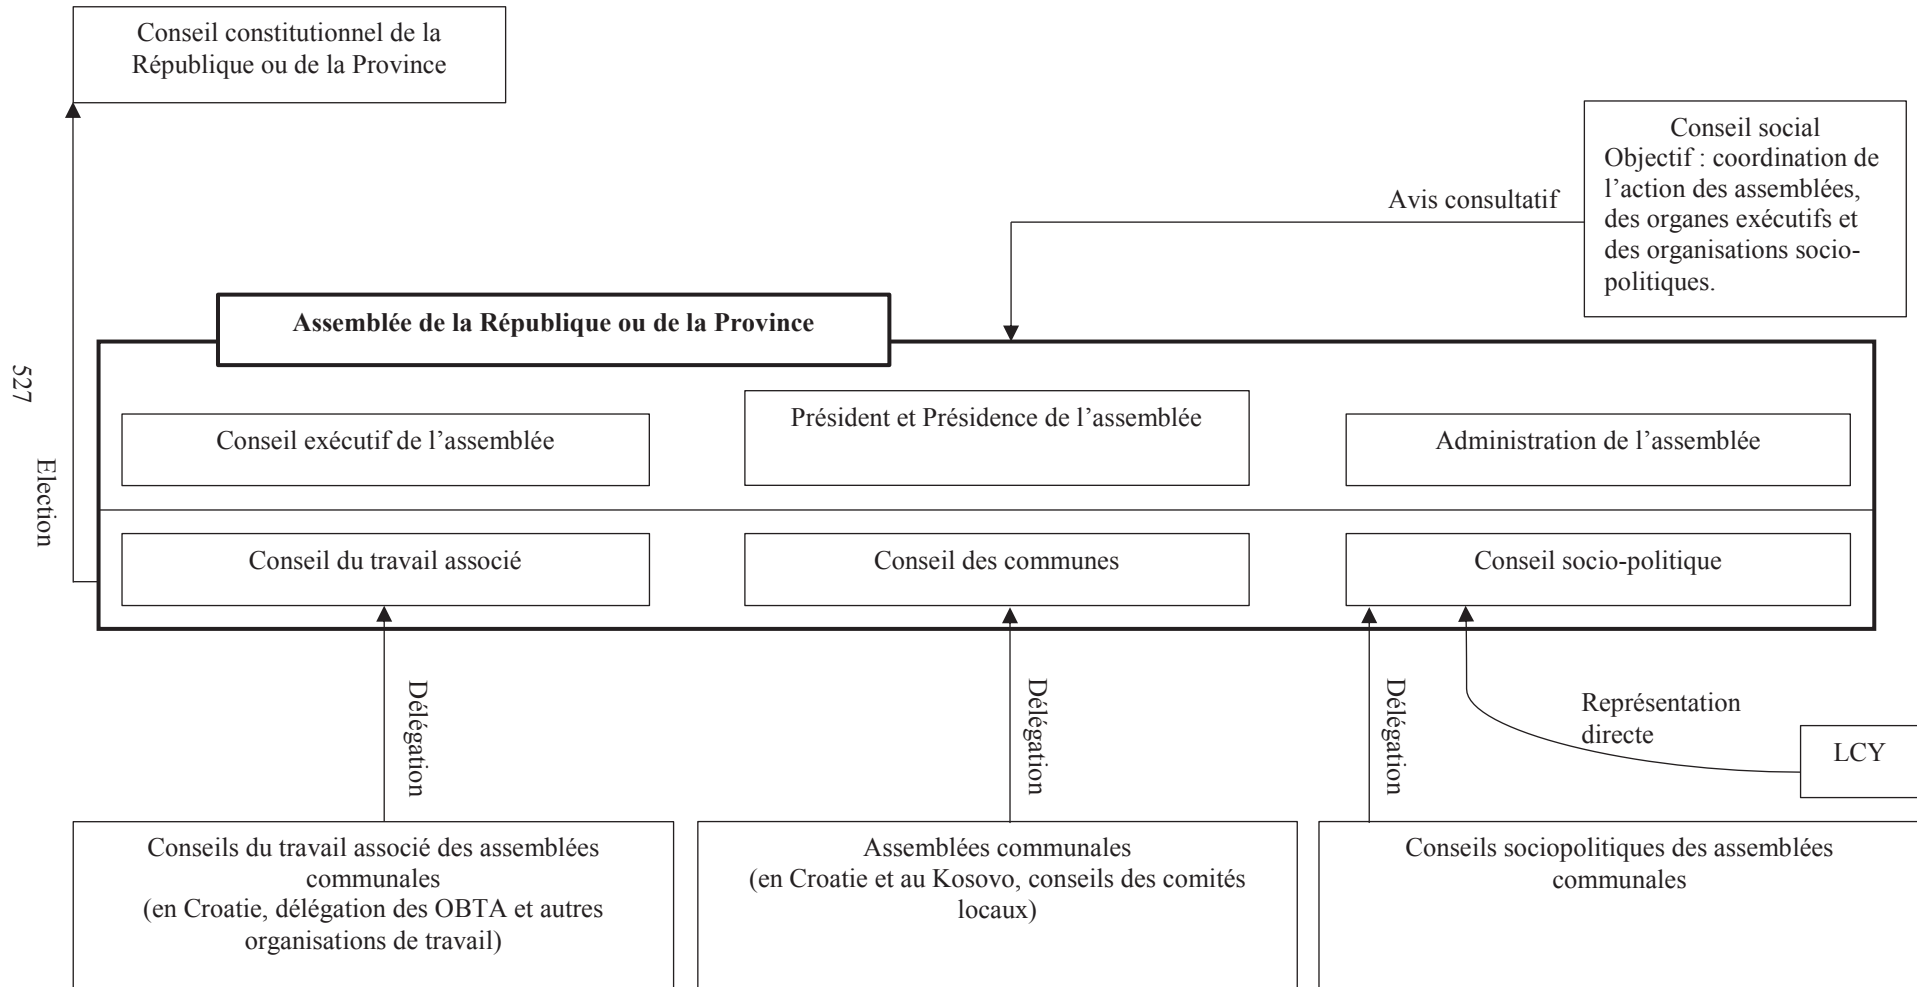 Conseil constitutionnel de la
République ou de la Province
Conseil social
Objectif : coordination de
l’action des assemblées,
des organes exécutifs et
des organisations socio-
politiques.
Avis consultatif
Assemblée de la République ou de la Province
527
Election
Conseil exécutif de l’assemblée
Président et Présidence de l’assemblée
Administration de l’assemblée
Conseil du travail associé
Conseil des communes
Conseil socio-politique
Délégation
Délégation
Délégation
Représentation
directe
LCY
Conseils du travail associé des assemblées
communales
(en Croatie, délégation des OBTA et autres
organisations de travail)
Assemblées communales
(en Croatie et au Kosovo, conseils des comités
locaux)
Conseils sociopolitiques des assemblées
communales